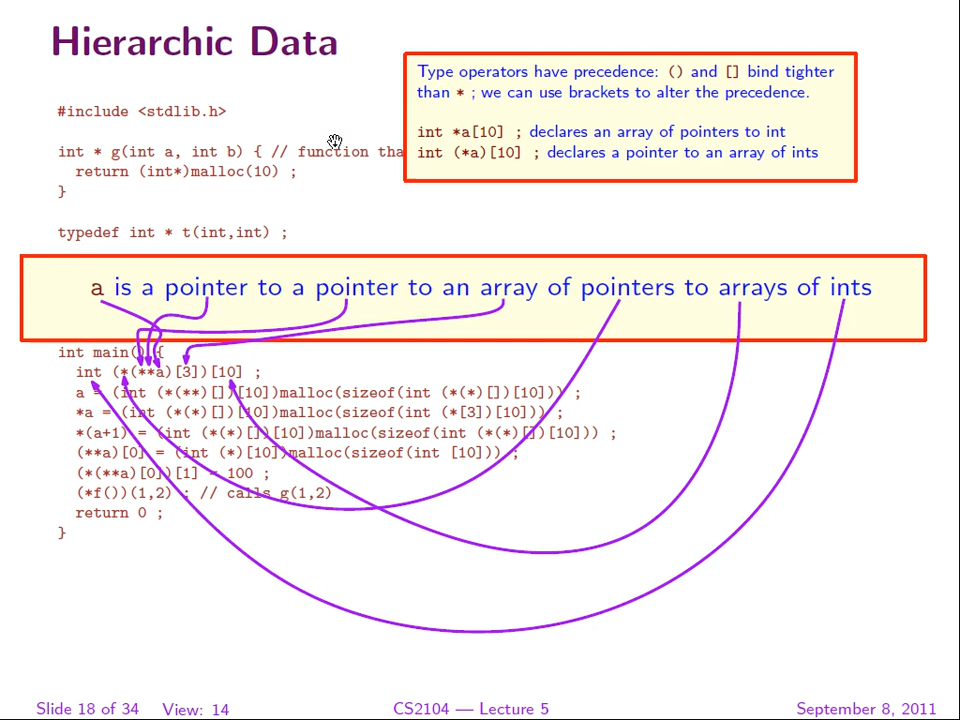 Hierarchic Data
Type operators have precedence: () and [] bind tighter
than * ; we can use brackets to alter the precedence.
int *a[10] ; declares an array of pointers to int
int (*a)[10] ; declares a pointer to an array of ints
#include <stdlib.h>
int * g(int a, int b) { // function tha
return (int*)malloc(10) ;
}
typedef int * t(int,int) ;
a is a pointer to a pointer to an array of pointers to arrays of ints
int main() {
int (*(**a)[3])[10] ;
a = (int (*(**)[])[10])malloc(sizeof(int (*(*)[])[10])) ;
*a = (int (*(*)[])[10])malloc(sizeof(int (*[3])[10])) ;
*(a+1) = (int (*(*)[])[10])malloc(sizeof(int (*(*)[])[10])) ;
(**a)[0] = (int (*)[10])malloc(sizeof(int [10])) ;
(*(**a)[0])[1] = 100 ;
(*f())(1,2) ; // calls g(1,2)
return 0 ;
}
Slide 18 of 34 View: 14 CS2104 — Lecture 5 September 8, 2011